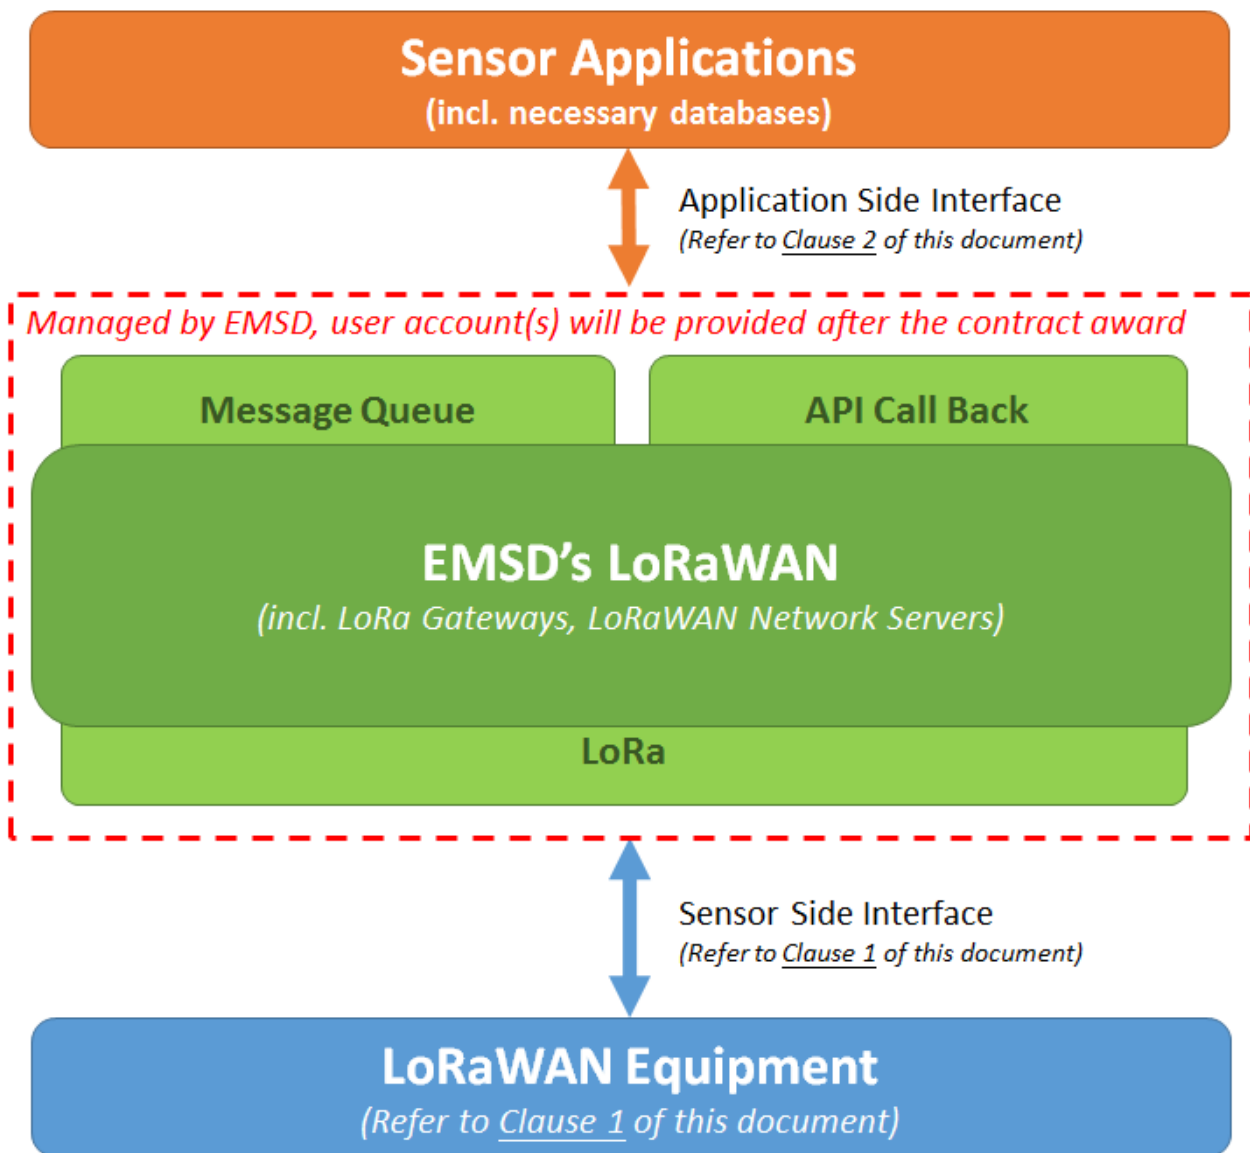 Sensor Applications
(incl. necessary databases)
Application Side Interface
(Refer to Clause 2 of this document)
Managed by EMSD, user account(s) will be provided after the contract award
Message Queue
API Call Back
EMSD’s LoRaWAN
(incl. LoRa Gateways, LoRaWAN Network Servers)
LoRa
Sensor Side Interface
(Refer to Clause 1 of this document)
LoRaWAN Equipment
(Refer to Clause 1 of this document)